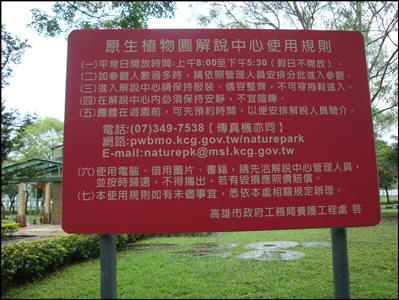 原生植物園解說中心使用規則
(一)平常日開放時間:上午8:00至下午5:30(假日不開放)。
(二)如參觀人數過多時,請依照管理人員安排分批進入參觀。
(三)進入解說中心請保持服裝、儀容整齊,不可穿拖鞋進入。
(四)在解說中心內必須保持安靜,不宜喧譁。
(五)團體在遊園前,可先預約時間,以便安排解說人員簡介。
電話:(07)349-7538【傳真機亦同】
網路:pwbmo.kcg.gov.tw/naturepark
E-mail:naturepk@msl.kcg.gov.tw
(六)使用電腦、借用圖片、書籍,請先洽解說中心管理人員,
並按時歸還,不得攜出,若有毀損應照價賠償。
(七)本使用規則如有未儘事宜,悉依本處相關規定辦理。
高雄市政府工務局養護工程處 啓